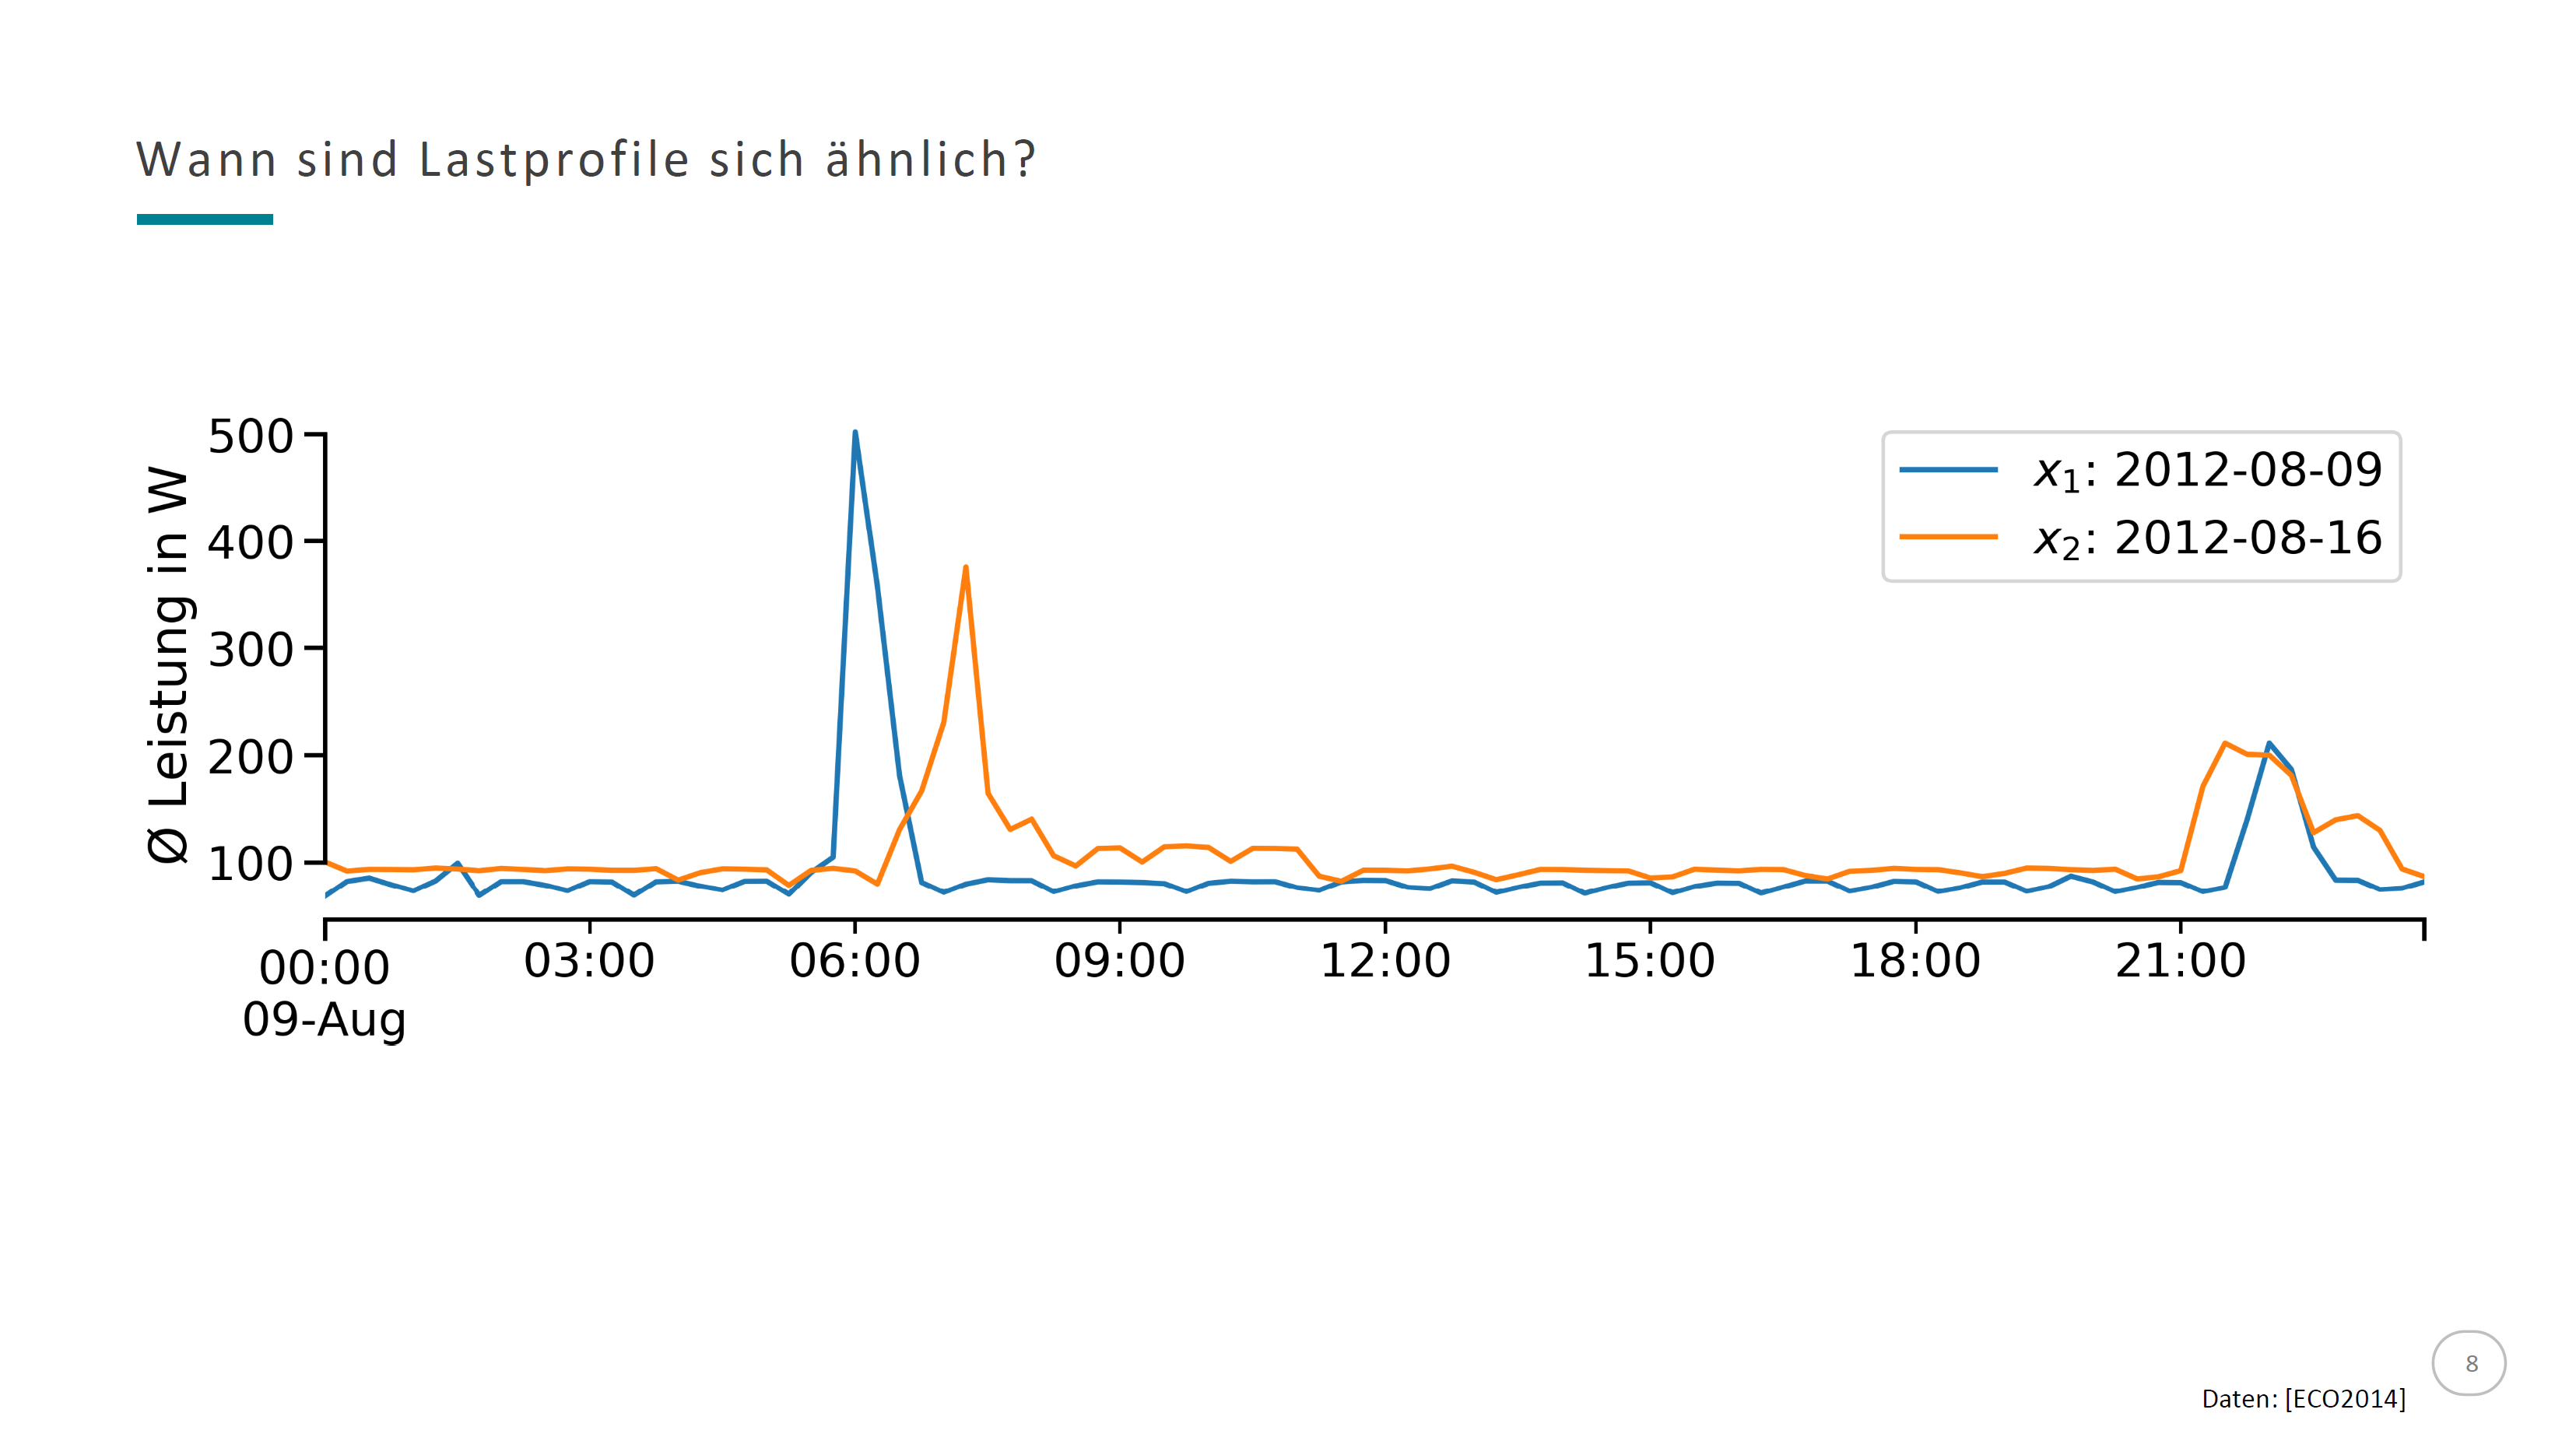 Wann sind Lastprofile sich ähnlich?
Ø Leistung in W
500
400
300
200
100
x₁: 2012-08-09
x₂: 2012-08-16
00:00 03:00 06:00 09:00 12:00 15:00 18:00 21:00
09-Aug
8
Daten: [ECO2014]